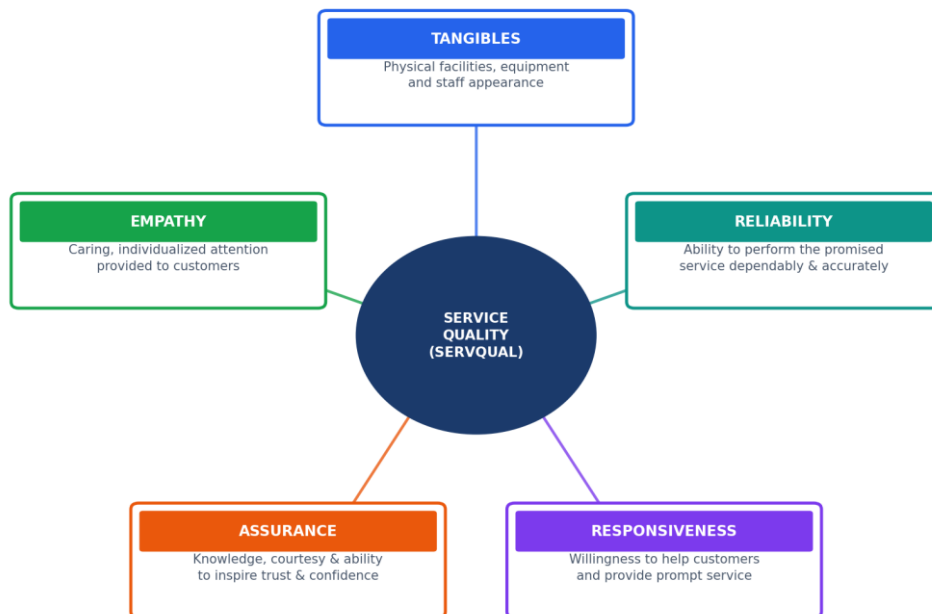 TANGIBLES
Physical facilities, equipment
and staff appearance
EMPATHY
Caring, individualized attention
provided to customers
RELIABILITY
Ability to perform the promised
service dependably & accurately
SERVICE
QUALITY
(SERVQUAL)
ASSURANCE
Knowledge, courtesy & ability
to inspire trust & confidence
RESPONSIVENESS
Willingness to help customers
and provide prompt service